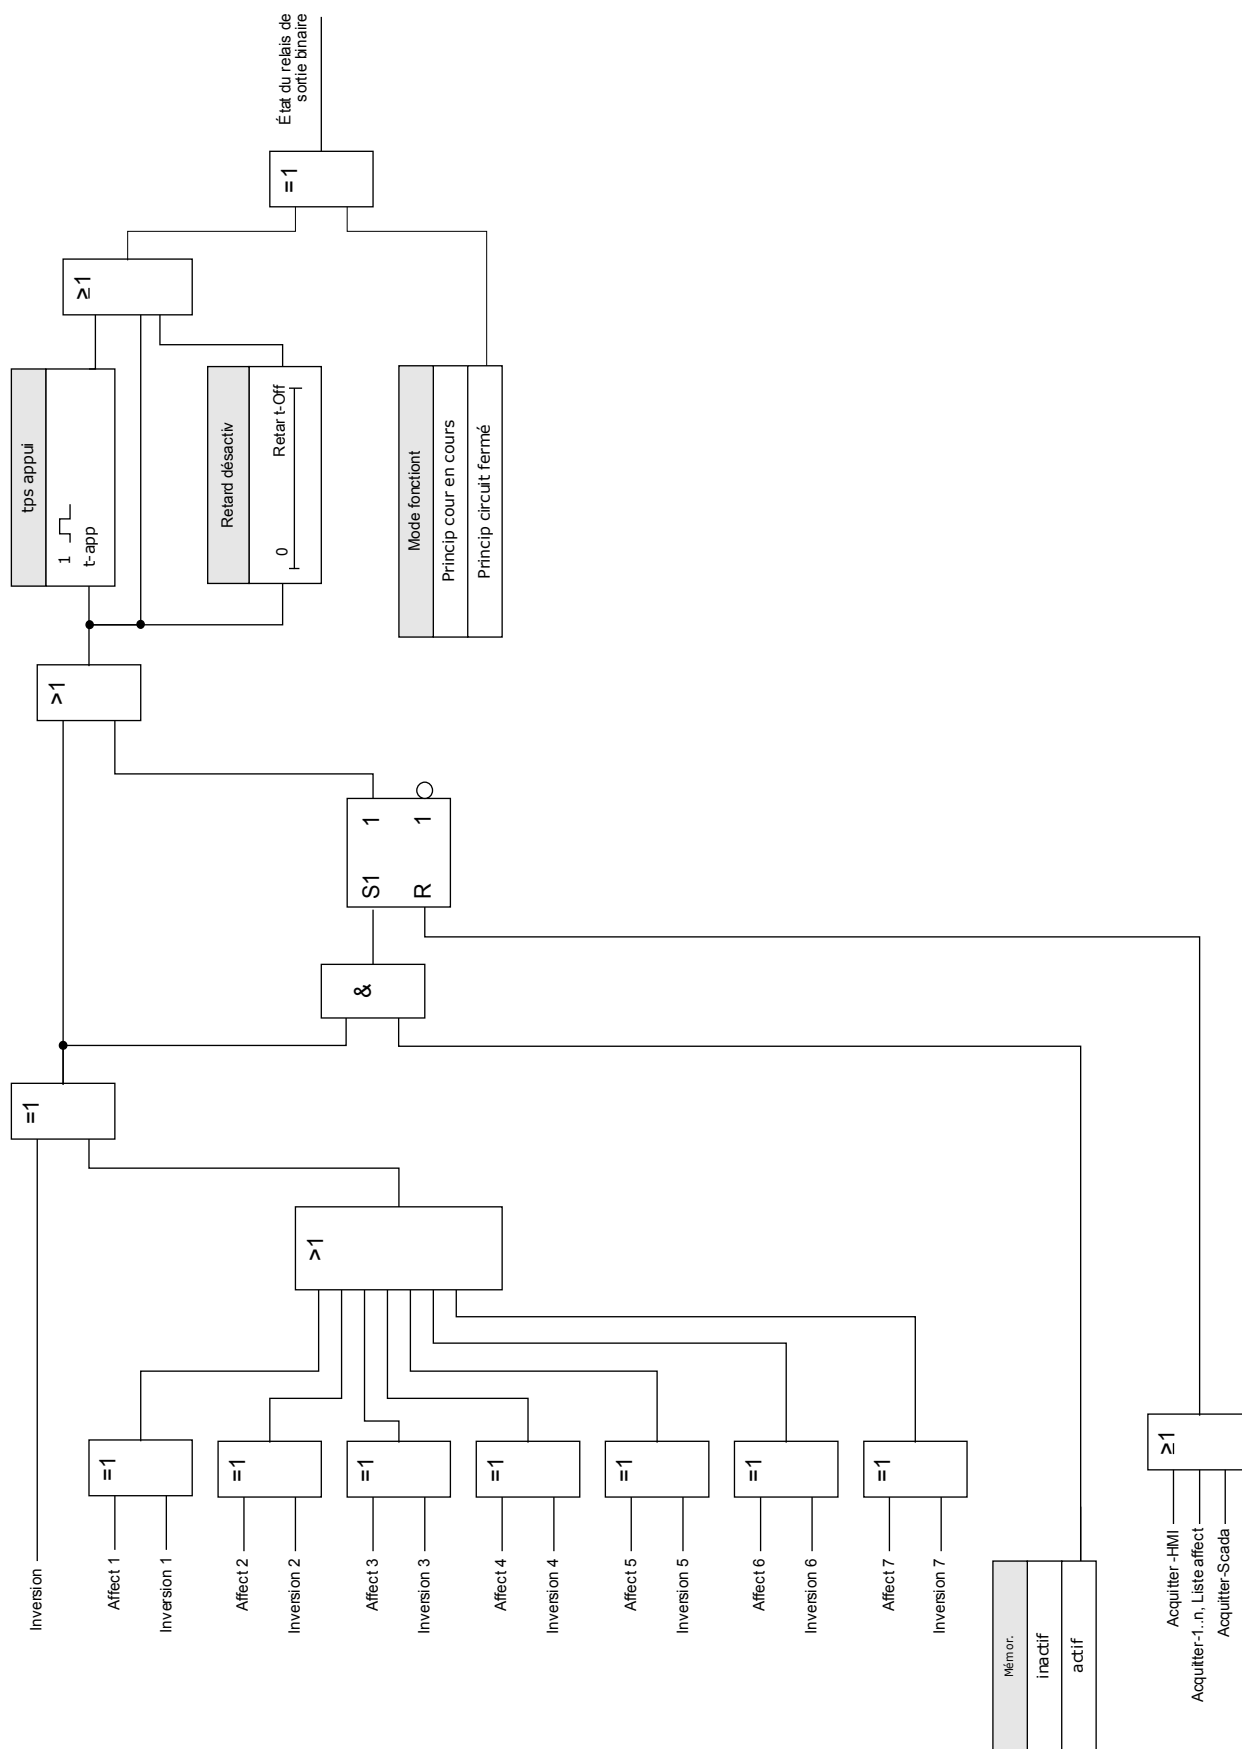 Inversion
Affect 1
Inversion 1
Affect 2
Inversion 2
Affect 3
Inversion 3
Affect 4
Inversion 4
Affect 5
Inversion 5
Affect 6
Inversion 6
Affect 7
Inversion 7
=1
=1
=1
=1
=1
=1
=1
>1
=1
Mémor.
inactif
actif
Acquitter -HMI
Acquitter-1..n, Liste affect
Acquitter-Scada
≥1
&
S1 1
R 1
>1
tps appui
1
t-app
Retard désactiv
Retar t-Off
0
Mode fonctiont
Princip cour en cours
Princip circuit fermé
≥1
=1
État du relais de
sortie binaire